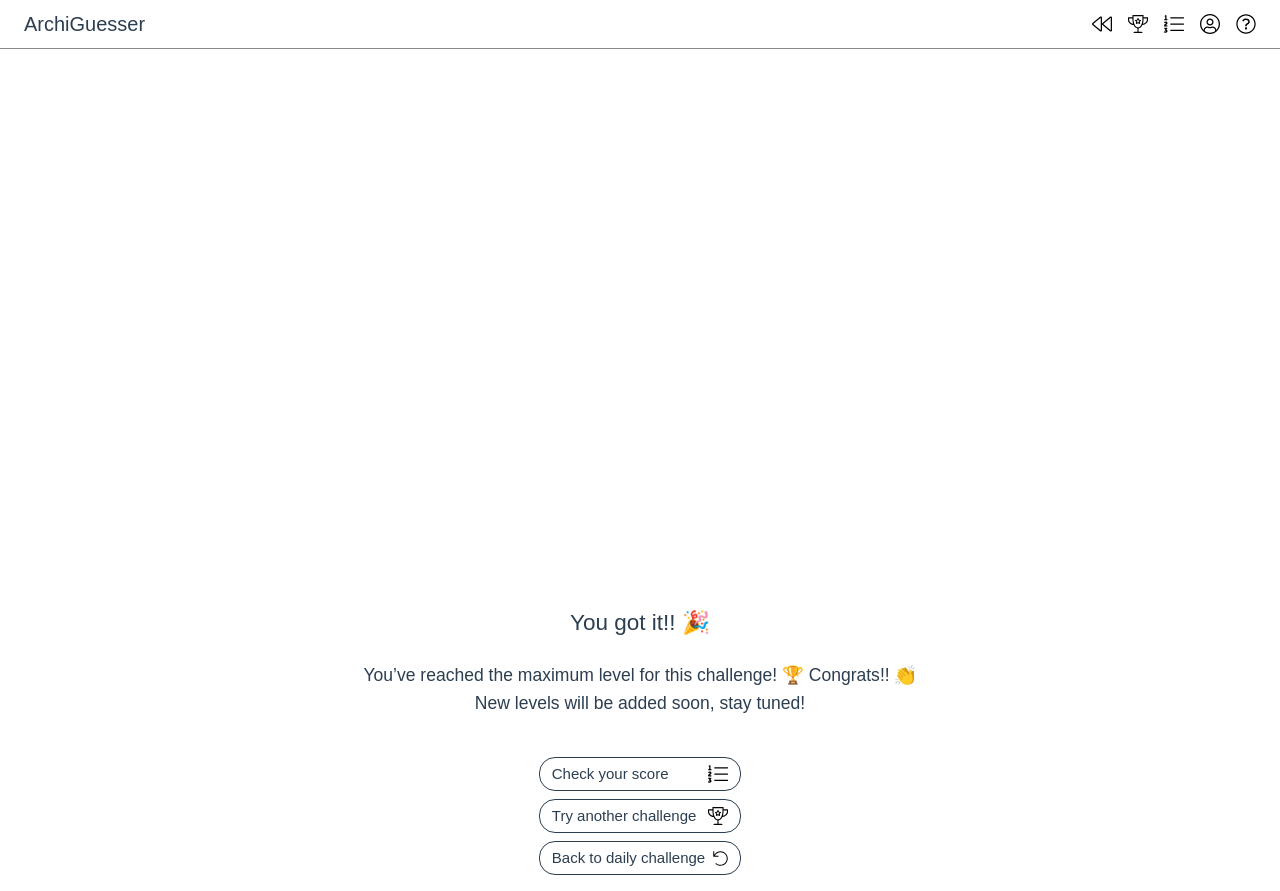 ArchiGuesser
You got it!! 🎉
You’ve reached the maximum level for this challenge! 🏆 Congrats!! 👏
New levels will be added soon, stay tuned!
Check your score
Try another challenge
Back to daily challenge